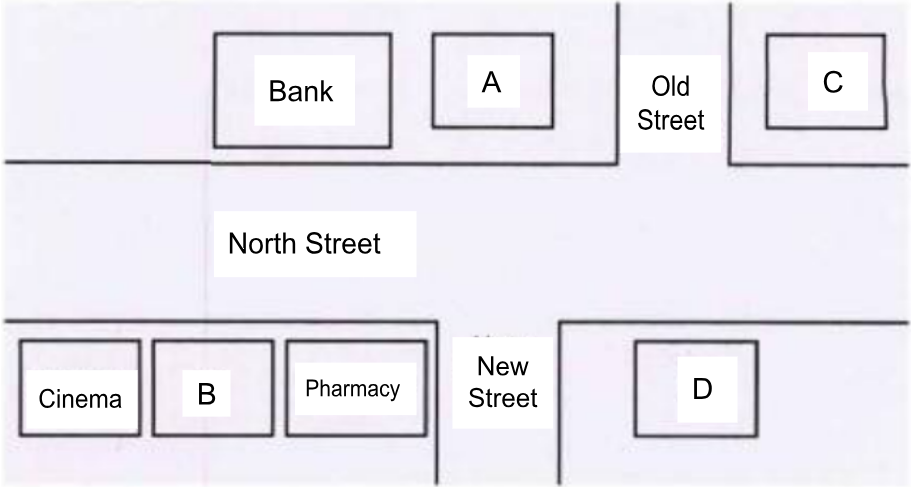 Bank
A
Old
Street
C
North Street
Cinema
B
Pharmacy
New
Street
D